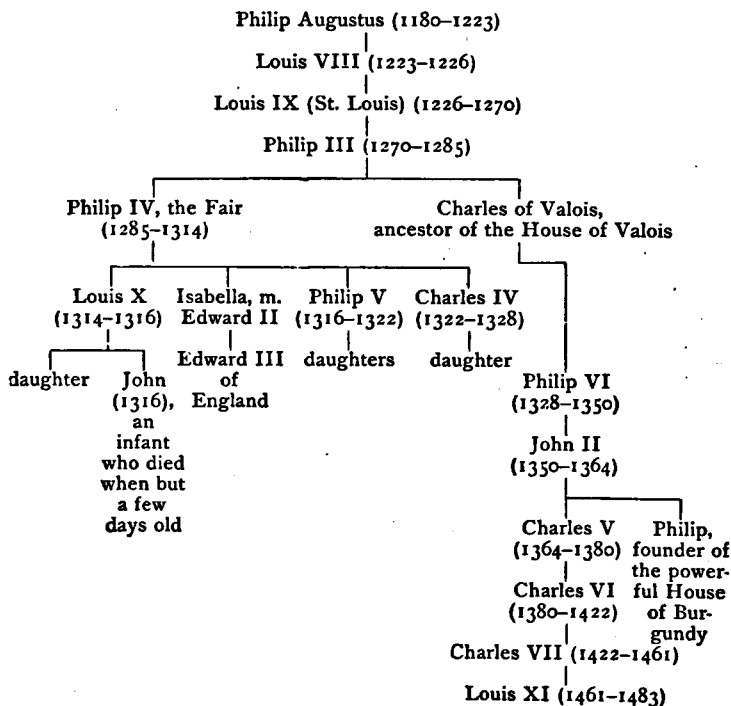 Philip Augustus (1180–1223)
Louis VIII (1223–1226)
Louis IX (St. Louis) (1226–1270)
Philip III (1270–1285)
Philip IV, the Fair
(1285–1314)
Charles of Valois,
ancestor of the House of Valois
Louis X
(1314–1316)
Isabella, m.
Edward II
Philip V
(1316–1322)
Charles IV
(1322–1328)
daughter
John
(1316),
an
infant
who died
when but
a few
days old
Edward III
of
England
daughters
daughter
Philip VI
(1328–1350)
John II
(1350–1364)
Charles V
(1364–1380)
Philip,
founder of
the power-
ful House
of Bur-
gundy
Charles VI
(1380–1422)
Charles VII (1422–1461)
Louis XI (1461–1483)